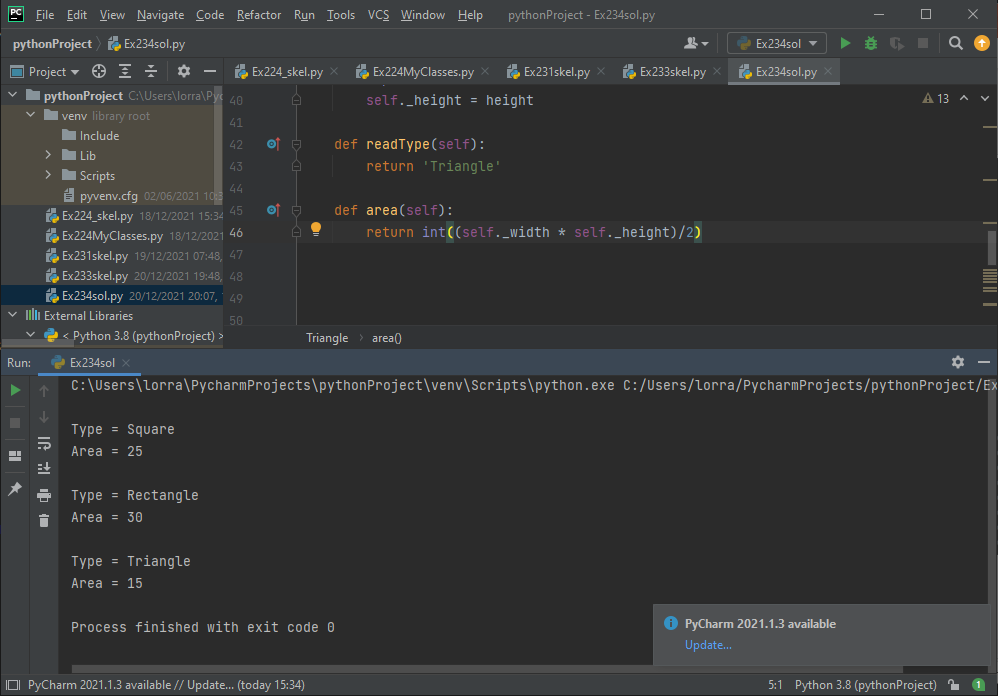 PC File Edit View Navigate Code Refactor Run Tools VCS Window Help pythonProject - Ex234sol.py
pythonProject Ex234sol.py Ex234sol
Project Ex224_skel.py Ex224MyClasses.py Ex231skel.py Ex233skel.py Ex234sol.py
pythonProject C:\Users\lorra\Pyc
venv library root
Include
Lib
Scripts
pyvenv.cfg 02/06/2021 10:3
Ex224_skel.py 18/12/2021 15:34
Ex224MyClasses.py 18/12/2021
Ex231skel.py 19/12/2021 07:48,
Ex233skel.py 20/12/2021 19:48,
Ex234sol.py 20/12/2021 20:07,
External Libraries
< Python 3.8 (pythonProject) >
40 self._height = height
13
41
42 def readType(self):
43 return 'Triangle'
44
45 def area(self):
46 return int((self._width * self._height)/2)
47
48
49
50
Triangle area()
Run: Ex234sol
C:\Users\lorra\PycharmProjects\pythonProject\venv\Scripts\python.exe C:/Users/lorra/PycharmProjects/pythonProject/Ex
Type = Square
Area = 25
Type = Rectangle
Area = 30
Type = Triangle
Area = 15
Process finished with exit code 0
PyCharm 2021.1.3 available
Update...
PyCharm 2021.1.3 available // Update... (today 15:34) 5:1 Python 3.8 (pythonProject) 1